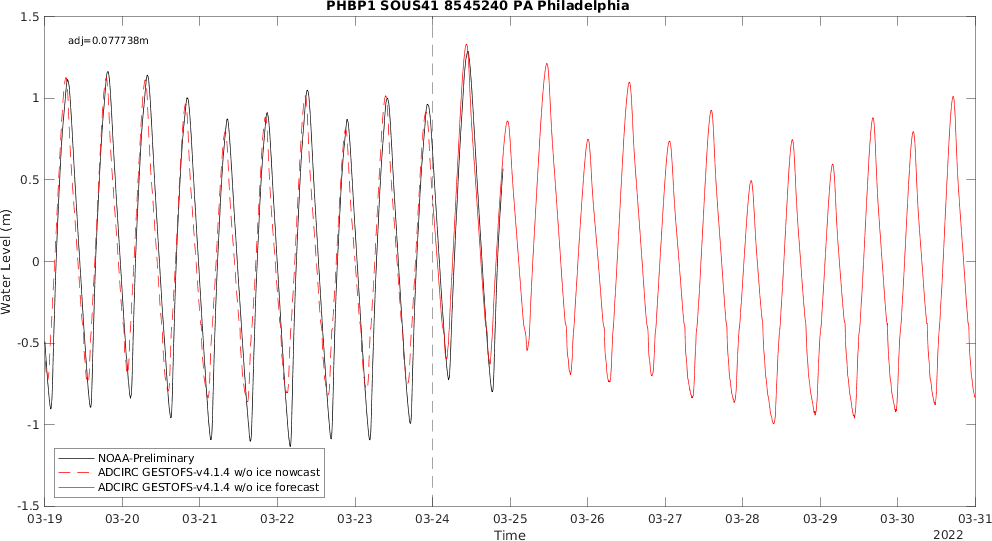 PHBP1 SOUS41 8545240 PA Philadelphia
adj=0.077738m
1.5
1
0.5
0
-0.5
-1
-1.5
Water Level (m)
NOAA-Preliminary
ADCIRC GESTOFS-v4.1.4 w/o ice nowcast
ADCIRC GESTOFS-v4.1.4 w/o ice forecast
03-19 03-20 03-21 03-22 03-23 03-24 03-25 03-26 03-27 03-28 03-29 03-30 03-31
Time
2022